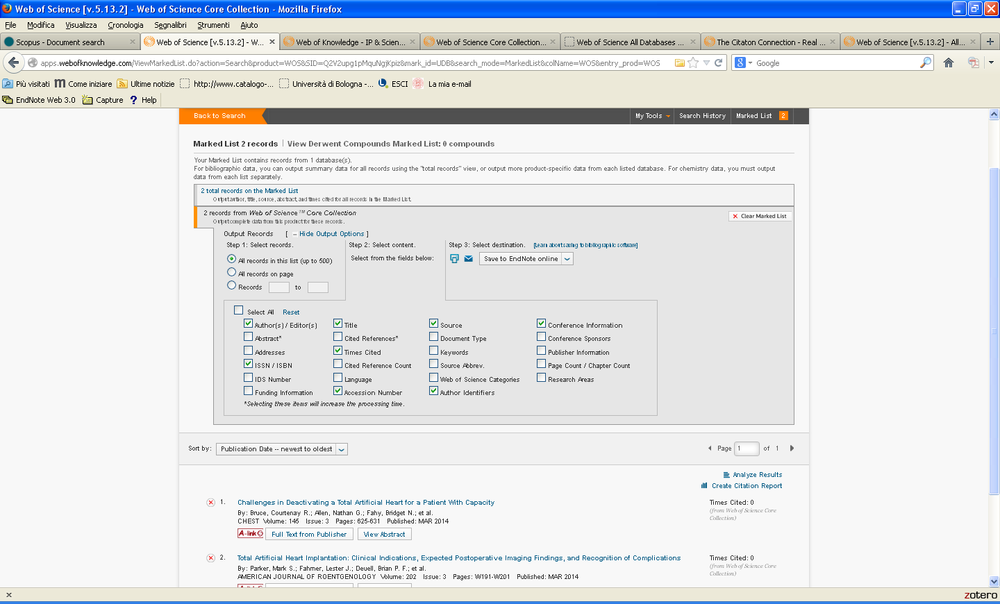 Web of Science [v.5.13.2] - Web of Science Core Collection - Mozilla Firefox
File Modifica Visualizza Cronologia Segnalibri Strumenti Aiuto
Scopus - Document search
Web of Science [v.5.13.2] - W...
Web of Knowledge - IP & Scien...
Web of Science Core Collection...
Web of Science All Databases ...
The Citaton Connection - Real ...
Web of Science [v.5.13.2] - All...
apps.webofknowledge.com/ViewMarkedList.do?action=Search&product=WOS&SID=Q2V2upg1pMquNgjKpiz&mark_id=UDB&search_mode=MarkedList&colName=WOS&entry_prod=WOS
Google
Più visitati Come iniziare Ultime notizie http://www.catalogo-... Università di Bologna -... ESCI La mia e-mail
EndNote Web 3.0 Capture ? Help
Back to Search My Tools Search History Marked List 2
Marked List 2 records | View Derwent Compounds Marked List: 0 compounds
Your Marked List contains records from 1 database(s).
For bibliographic data, you can output summary data for all records using the "total records" view, or output more product-specific data from each listed database. For chemistry data, you must output
data from each list separately.
2 total records on the Marked List
Output author, title, source, abstract, and times cited for all records in the Marked List.
2 records from Web of Science™ Core Collection
Clear Marked List
Output complete data from this product for these records.
Output Records [ – Hide Output Options ]
Step 1: Select records. Step 2: Select content. Step 3: Select destination. [Learn about saving to bibliographic software]
All records in this list (up to 500) Select from the fields below: Save to EndNote online
All records on page
Records to
Select All Reset
Author(s) / Editor(s) Title Source Conference Information
Abstract* Cited References* Document Type Conference Sponsors
Addresses Times Cited Keywords Publisher Information
ISSN / ISBN Cited Reference Count Source Abbrev. Page Count / Chapter Count
IDS Number Language Web of Science Categories Research Areas
Funding Information Accession Number Author Identifiers
*Selecting these items will increase the processing time.
Sort by: Publication Date -- newest to oldest Page 1 of 1
Analyze Results
Create Citation Report
1. Challenges in Deactivating a Total Artificial Heart for a Patient With Capacity
By: Bruce, Courtenay R.; Allen, Nathan G.; Fahy, Bridget N.; et al.
CHEST Volume: 145 Issue: 3 Pages: 625-631 Published: MAR 2014
A-link S Full Text from Publisher View Abstract
Times Cited: 0
(from Web of Science Core
Collection)
2. Total Artificial Heart Implantation: Clinical Indications, Expected Postoperative Imaging Findings, and Recognition of Complications
By: Parker, Mark S.; Fahrner, Lester J.; Deuell, Brian P. F.; et al.
AMERICAN JOURNAL OF ROENTGENOLOGY Volume: 202 Issue: 3 Pages: W191-W201 Published: MAR 2014
Times Cited: 0
(from Web of Science Core
Collection)
zotero